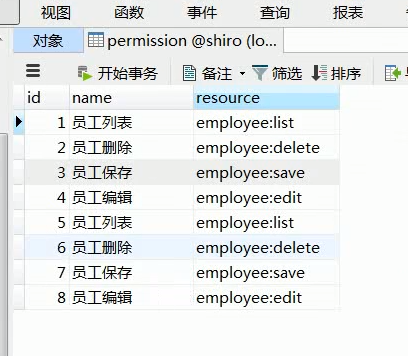 视图 函数 事件 查询 报表
对象 permission @shiro (lo...
开始事务 备注 筛选 排序
id name resource
1 员工列表 employee:list
2 员工删除 employee:delete
3 员工保存 employee:save
4 员工编辑 employee:edit
5 员工列表 employee:list
6 员工删除 employee:delete
7 员工保存 employee:save
8 员工编辑 employee:edit